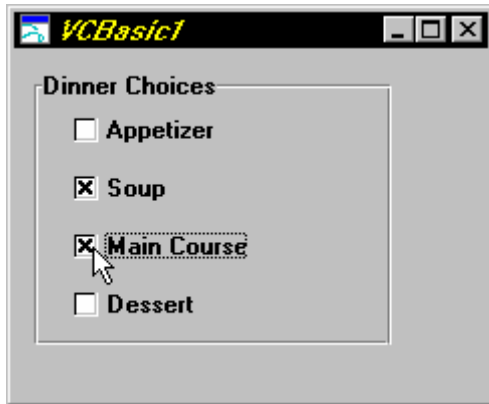 VCBasic1
Dinner Choices
Appetizer
Soup
Main Course
Dessert